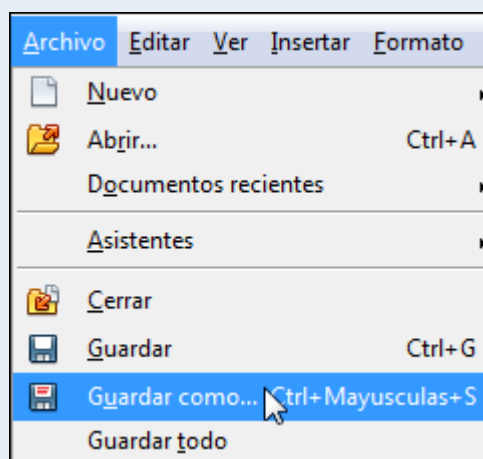 Archivo Editar Ver Insertar Formato
Nuevo
Abrir... Ctrl+A
Documentos recientes
Asistentes
Cerrar
Guardar Ctrl+G
Guardar como... Ctrl+Mayusculas+S
Guardar todo